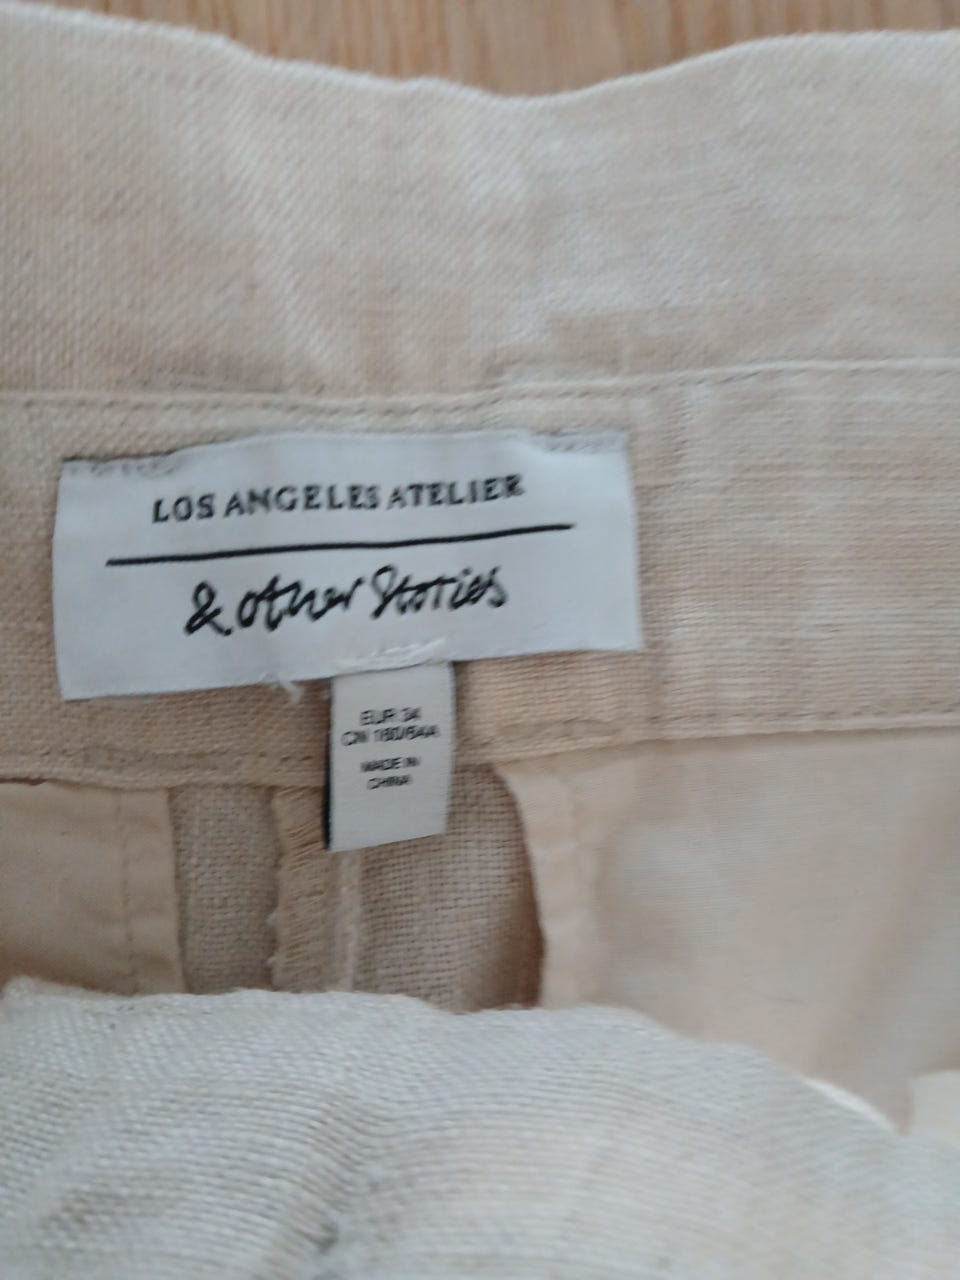 LOS ANGELES ATELIER
& other Stories
EUR 34
CN 160/64A
MADE IN
CHINA